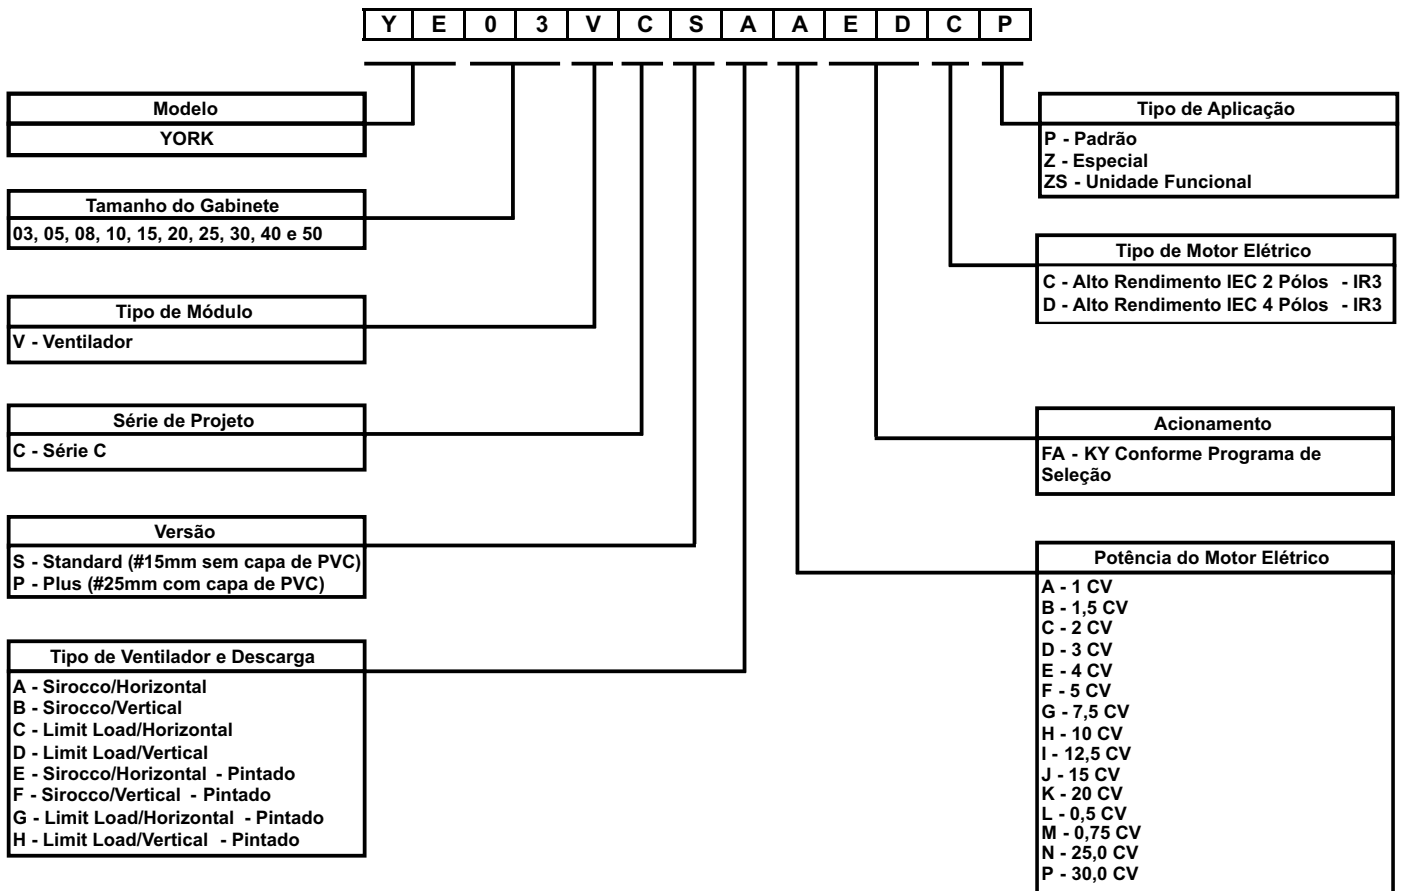 Y E 0 3 V C S A A E D C P
Modelo
YORK
Tamanho do Gabinete
03, 05, 08, 10, 15, 20, 25, 30, 40 e 50
Tipo de Módulo
V - Ventilador
Série de Projeto
C - Série C
Versão
S - Standard (#15mm sem capa de PVC)
P - Plus (#25mm com capa de PVC)
Tipo de Ventilador e Descarga
A - Sirocco/Horizontal
B - Sirocco/Vertical
C - Limit Load/Horizontal
D - Limit Load/Vertical
E - Sirocco/Horizontal - Pintado
F - Sirocco/Vertical - Pintado
G - Limit Load/Horizontal - Pintado
H - Limit Load/Vertical - Pintado
Tipo de Aplicação
P - Padrão
Z - Especial
ZS - Unidade Funcional
Tipo de Motor Elétrico
C - Alto Rendimento IEC 2 Pólos - IR3
D - Alto Rendimento IEC 4 Pólos - IR3
Acionamento
FA - KY Conforme Programa de
Seleção
Potência do Motor Elétrico
A - 1 CV
B - 1,5 CV
C - 2 CV
D - 3 CV
E - 4 CV
F - 5 CV
G - 7,5 CV
H - 10 CV
I - 12,5 CV
J - 15 CV
K - 20 CV
L - 0,5 CV
M - 0,75 CV
N - 25,0 CV
P - 30,0 CV